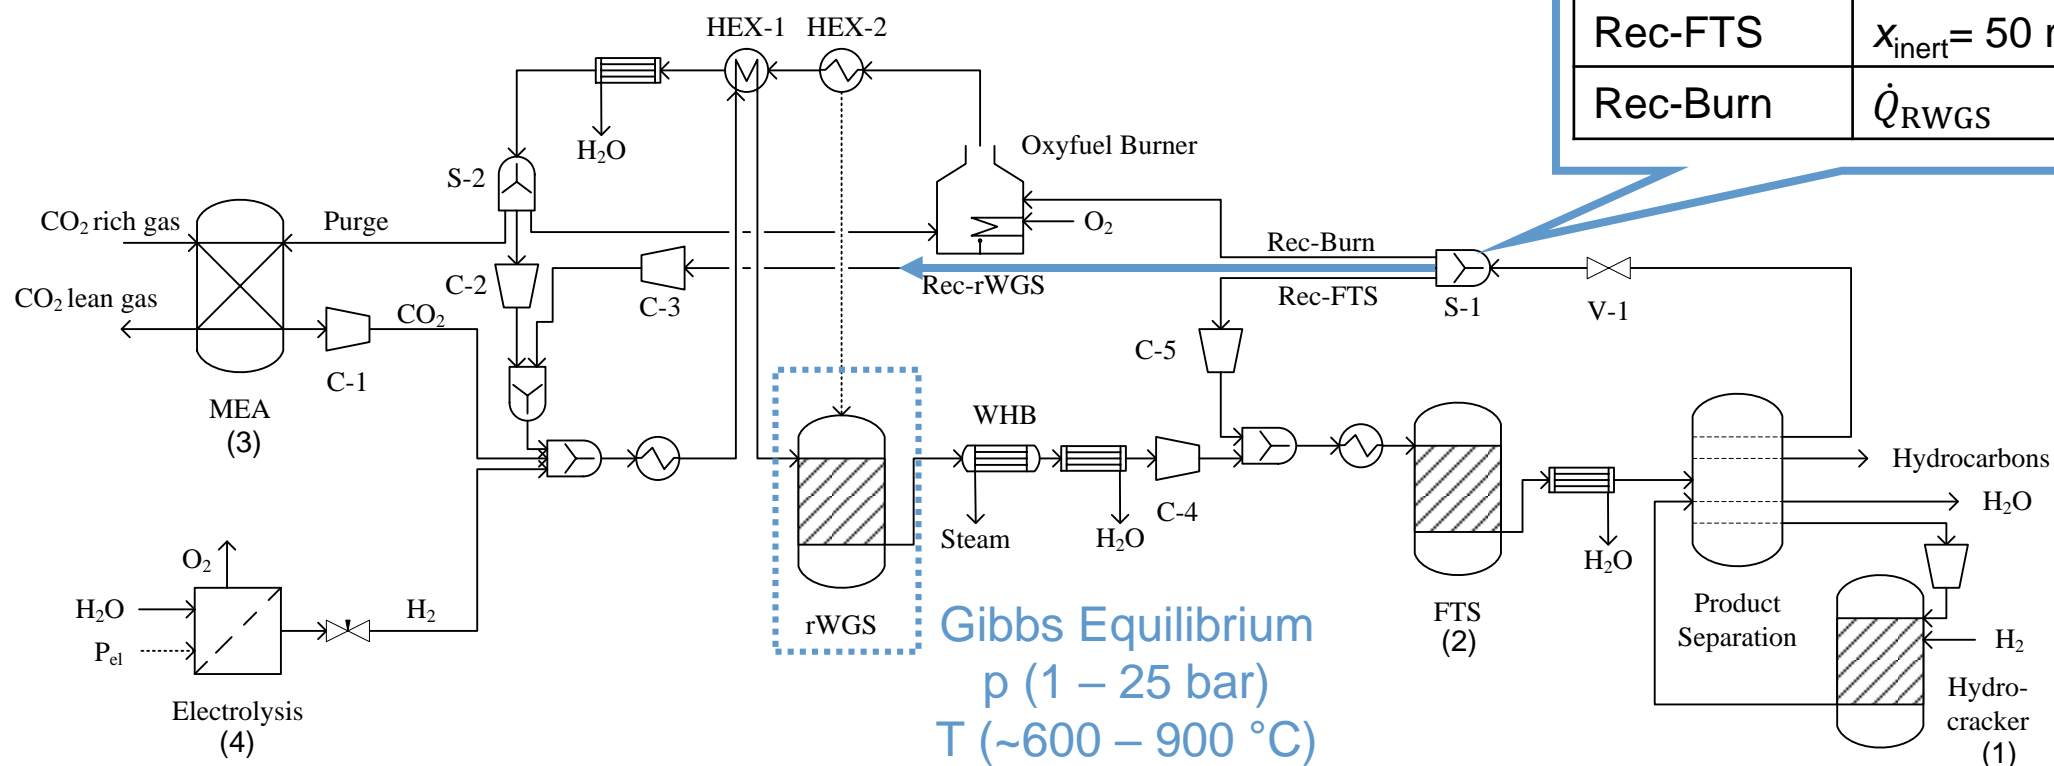 HEX-1 HEX-2
Rec-FTS x_inert= 50
Rec-Burn Q̇_RWGS
H₂O
Oxyfuel Burner
S-2
CO₂ rich gas
Purge
O₂
Rec-Burn
C-2
Rec-rWGS
Rec-FTS
CO₂ lean gas
CO₂
C-3
S-1
V-1
C-1
C-5
MEA
(3)
WHB
Hydrocarbons
H₂O
C-4
Steam
H₂O
H₂O
O₂
H₂O
H₂
P_el
rWGS
Gibbs Equilibrium
p (1 – 25 bar)
T (~600 – 900 °C)
FTS
(2)
Product
Separation
H₂
Hydro-
cracker
(1)
Electrolysis
(4)